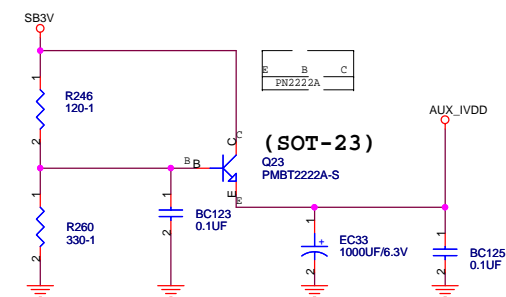 SB3V
E B C
PN2222A
1
R246
120-1
2
AUX_IVDD
C
C
(SOT-23)
B
B
Q23
PMBT2222A-S
E
E
1
R260
330-1
2
1
BC123
0.1UF
2
1
EC33
1000UF/6.3V
+
2
1
BC125
0.1UF
2